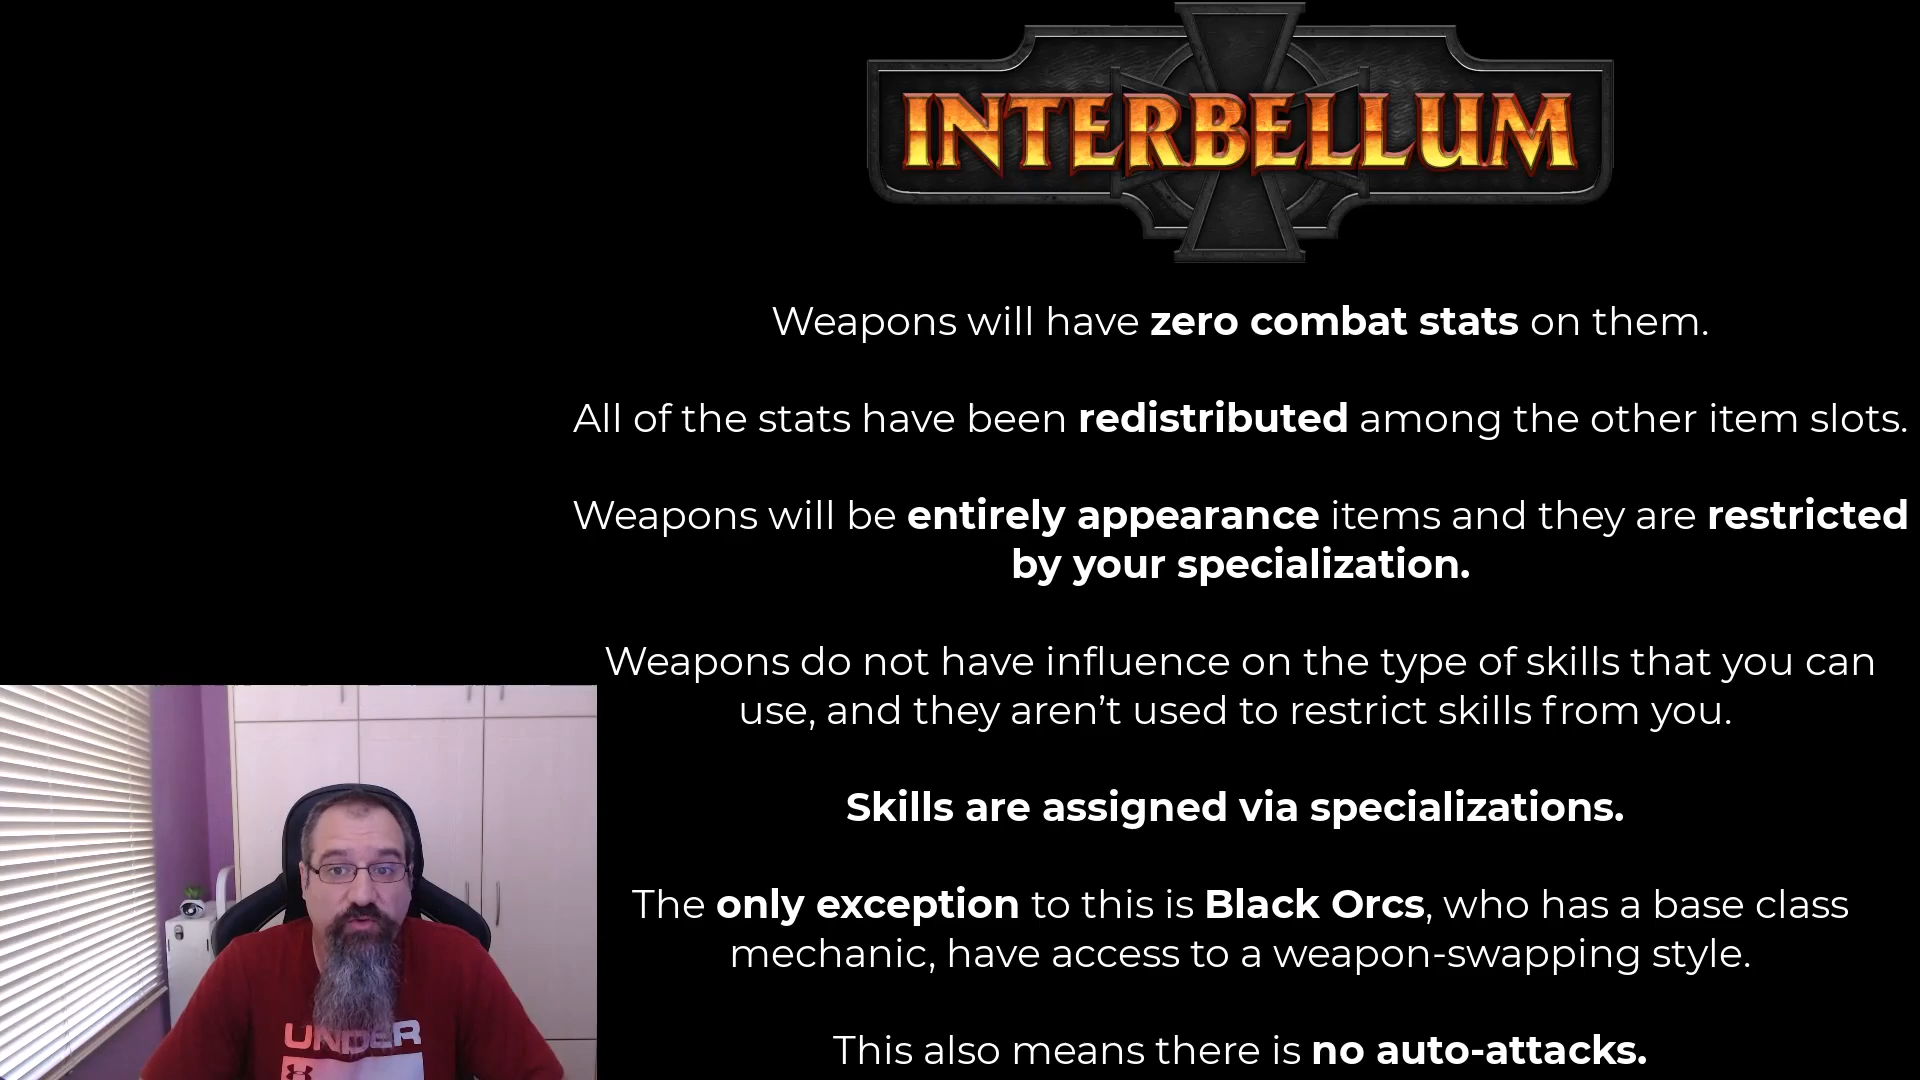 INTERBELLUM
Weapons will have zero combat stats on them.
All of the stats have been redistributed among the other item slots.
Weapons will be entirely appearance items and they are restricted
by your specialization.
Weapons do not have influence on the type of skills that you can
use, and they aren’t used to restrict skills from you.
Skills are assigned via specializations.
The only exception to this is Black Orcs, who has a base class
mechanic, have access to a weapon-swapping style.
This also means there is no auto-attacks.
UNDER